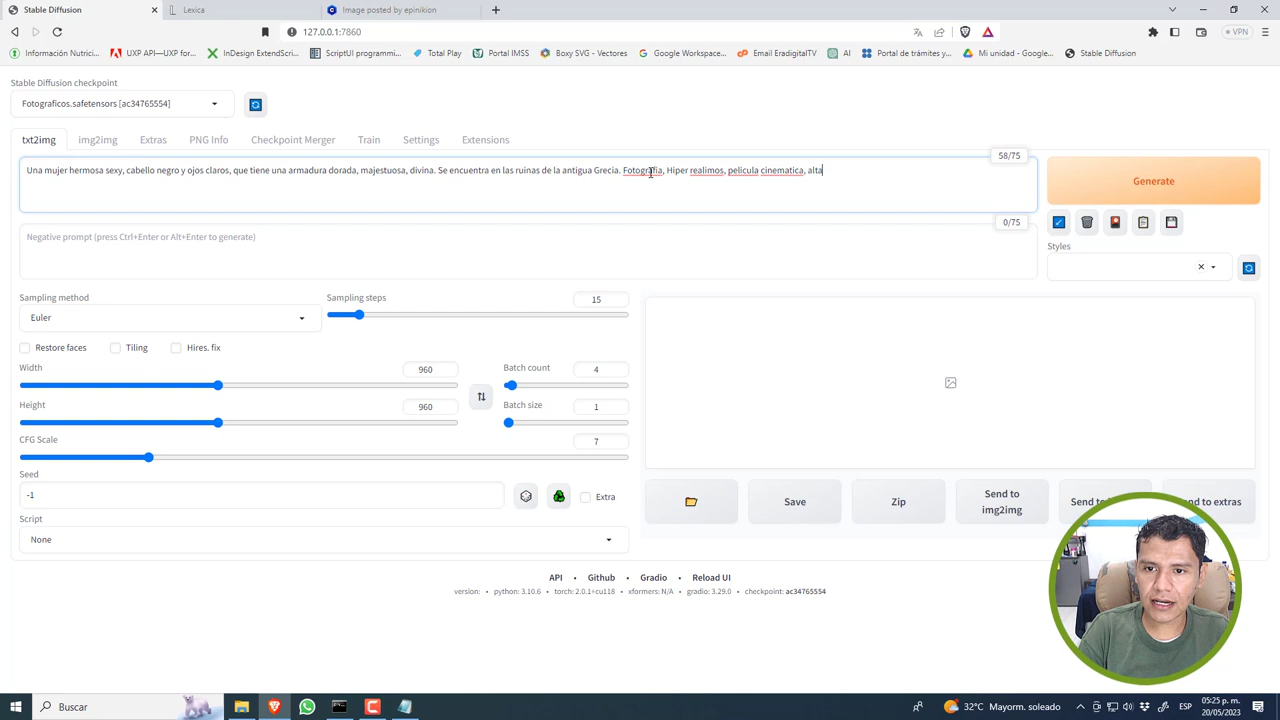 Stable Diffusion
Lexica
Image posted by epinikion
127.0.0.1:7860
VPN
Información Nutrici...
UXP API—UXP for...
InDesign ExtendScri...
ScriptUI programmi...
Total Play
Portal IMSS
Boxy SVG - Vectores
Google Workspace...
Email EradigitalTV
AI
Portal de trámites y...
Mi unidad - Google...
Stable Diffusion
Stable Diffusion checkpoint
Fotograficos.safetensors [ac34765554]
txt2img
img2img
Extras
PNG Info
Checkpoint Merger
Train
Settings
Extensions
58/75
Una mujer hermosa sexy, cabello negro y ojos claros, que tiene una armadura dorada, majestuosa, divina. Se encuentra en las ruinas de la antigua Grecia. Fotografia, Hiper realimos, pelicula cinematica, alta
Generate
0/75
Negative prompt (press Ctrl+Enter or Alt+Enter to generate)
Styles
Sampling method
Euler
Sampling steps
15
Restore faces
Tiling
Hires. fix
Width
960
Batch count
4
Height
960
Batch size
1
CFG Scale
7
Seed
-1
Extra
Script
None
Save
Zip
Send to
img2img
Send to
to extras
API • Github • Gradio • Reload UI
version: • python: 3.10.6 • torch: 2.0.1+cu118 • xformers: N/A • gradio: 3.29.0 • checkpoint: ac34765554
Buscar
32°C Mayorm. soleado
ESP
05:25 p. m.
20/05/2023